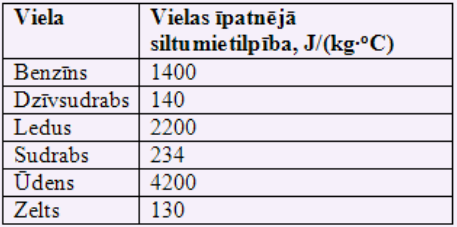 Viela Vielas īpatnējā siltumietilpība, J/(kg·°C)
Benzīns 1400
Dzīvsudrabs 140
Ledus 2200
Sudrabs 234
Ūdens 4200
Zelts 130